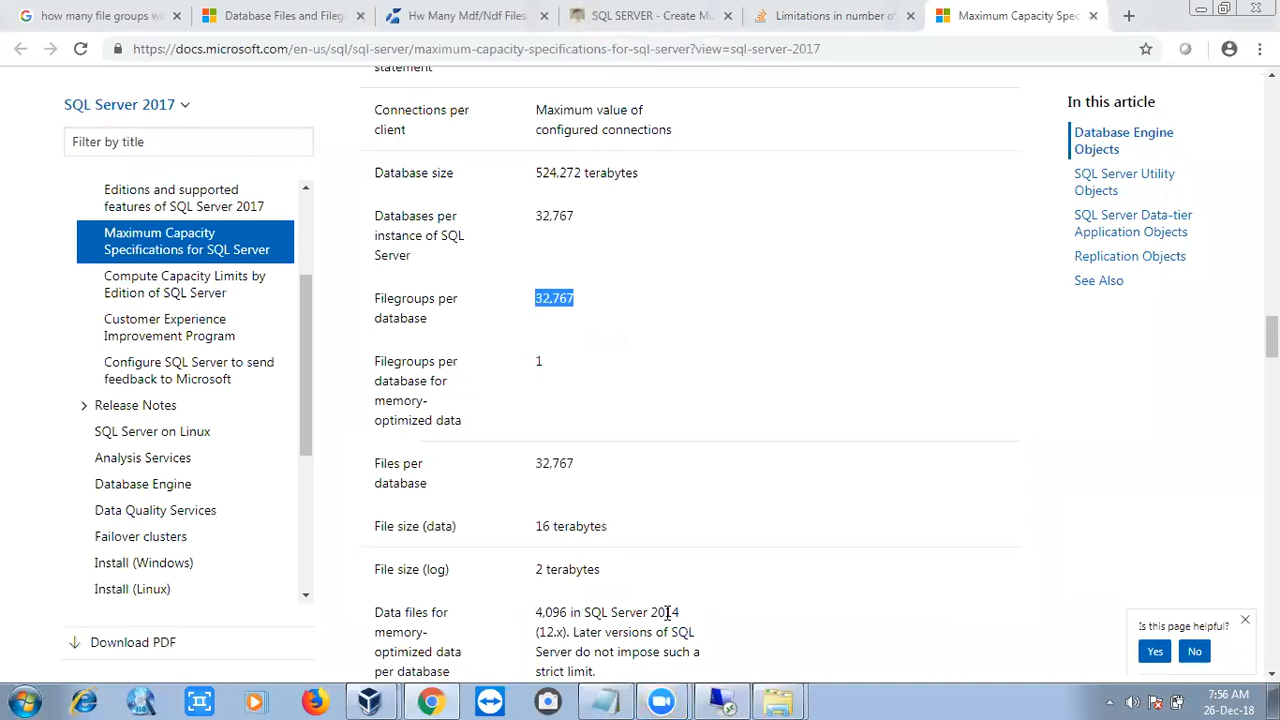 how many file groups w
Database Files and Filegr
Hw Many Mdf/Ndf Files
SQL SERVER - Create Mu
Limitations in number of
Maximum Capacity Spec
https://docs.microsoft.com/en-us/sql/sql-server/maximum-capacity-specifications-for-sql-server?view=sql-server-2017
SQL Server 2017
Filter by title
Editions and supported
features of SQL Server 2017
Maximum Capacity
Specifications for SQL Server
Compute Capacity Limits by
Edition of SQL Server
Customer Experience
Improvement Program
Configure SQL Server to send
feedback to Microsoft
Release Notes
SQL Server on Linux
Analysis Services
Database Engine
Data Quality Services
Failover clusters
Install (Windows)
Install (Linux)
Download PDF
statement
Connections per
client
Maximum value of
configured connections
Database size
524,272 terabytes
Databases per
instance of SQL
Server
32,767
Filegroups per
database
32,767
Filegroups per
database for
memory-
optimized data
1
Files per
database
32,767
File size (data)
16 terabytes
File size (log)
2 terabytes
Data files for
memory-
optimized data
per database
4,096 in SQL Server 2014
(12.x). Later versions of SQL
Server do not impose such a
strict limit.
In this article
Database Engine
Objects
SQL Server Utility
Objects
SQL Server Data-tier
Application Objects
Replication Objects
See Also
Is this page helpful?
Yes
No
7:56 AM
26-Dec-18